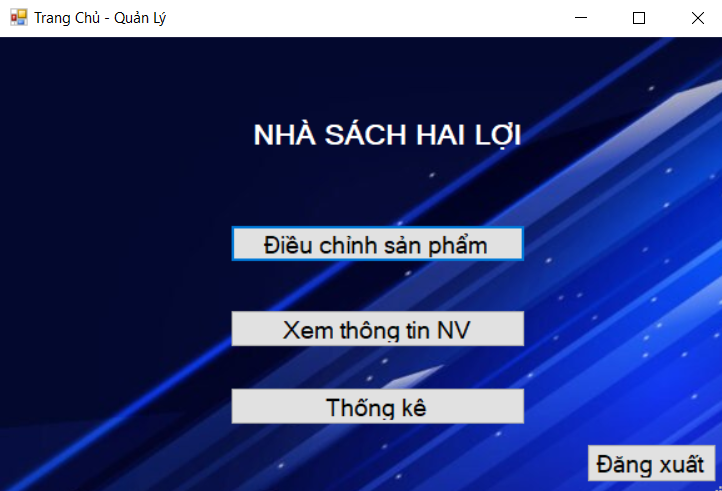 Trang Chủ - Quản Lý
NHÀ SÁCH HAI LỢI
Điều chỉnh sản phẩm
Xem thông tin NV
Thống kê
Đăng xuất